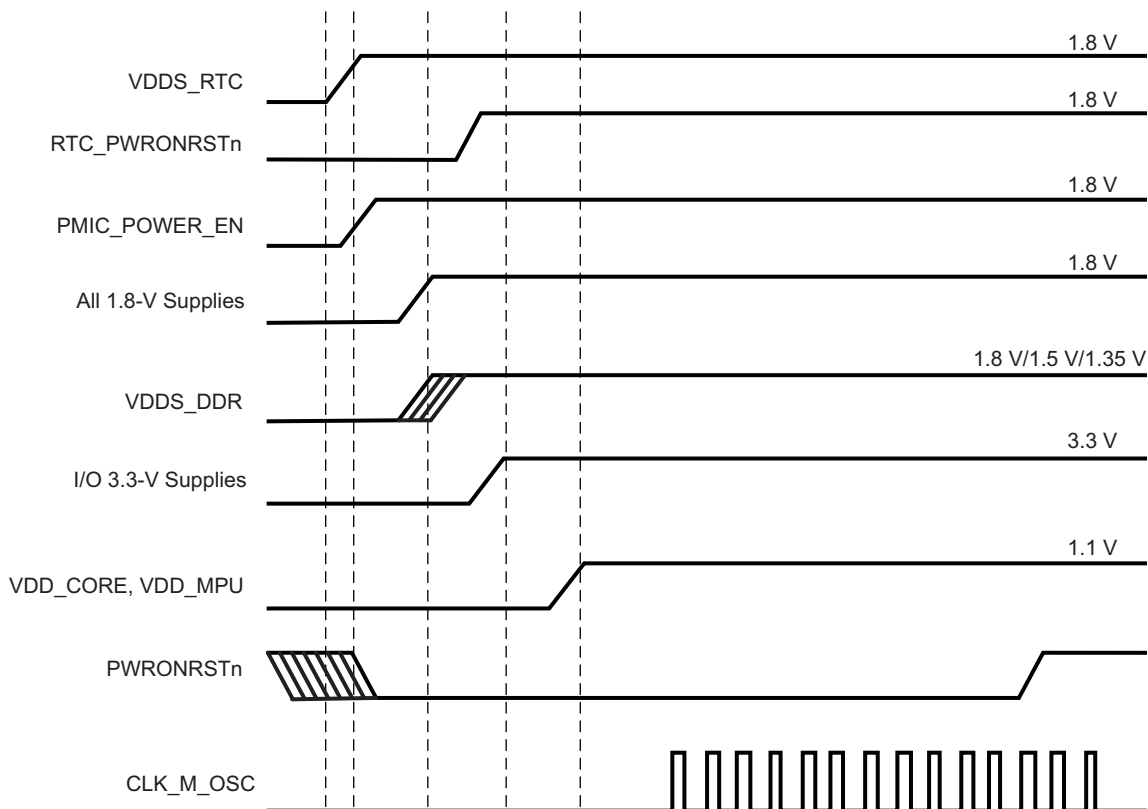 1.8 V
VDDS_RTC
1.8 V
RTC_PWRONRSTn
1.8 V
PMIC_POWER_EN
1.8 V
All 1.8-V Supplies
1.8 V/1.5 V/1.35 V
VDDS_DDR
3.3 V
I/O 3.3-V Supplies
1.1 V
VDD_CORE, VDD_MPU
PWRONRSTn
CLK_M_OSC